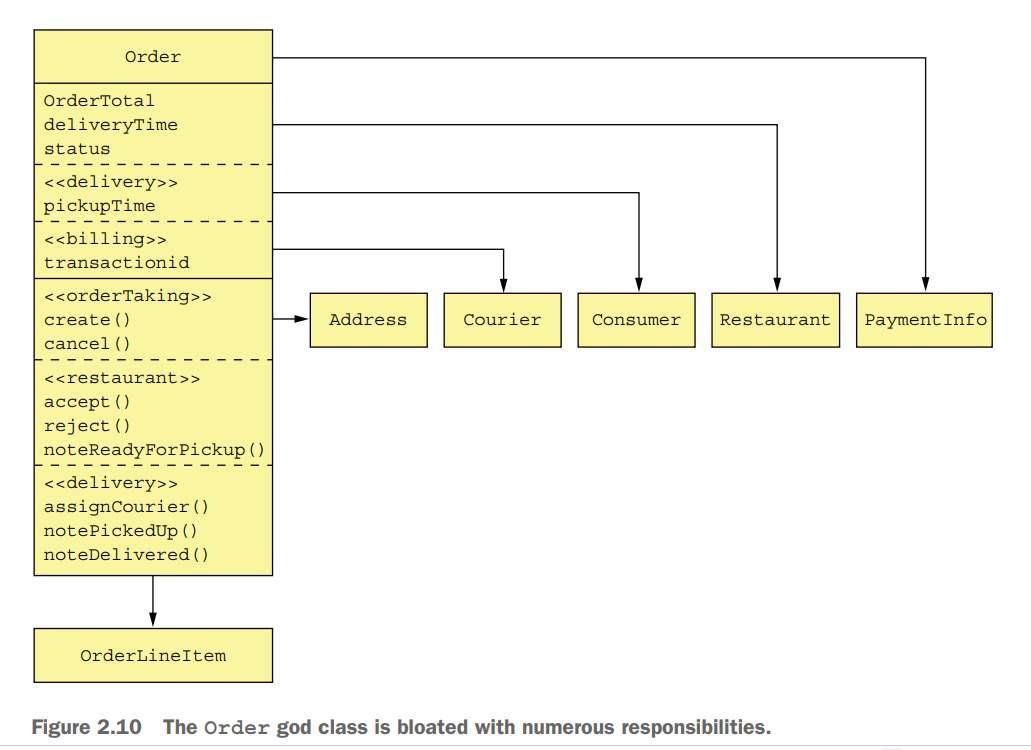 Order
OrderTotal
deliveryTime
status
<<delivery>>
pickupTime
<<billing>>
transactionid
<<orderTaking>>
create()
cancel()
<<restaurant>>
accept()
reject()
noteReadyForPickup()
<<delivery>>
assignCourier()
notePickedUp()
noteDelivered()
Address
Courier
Consumer
Restaurant
PaymentInfo
OrderLineItem
Figure 2.10 The Order god class is bloated with numerous responsibilities.